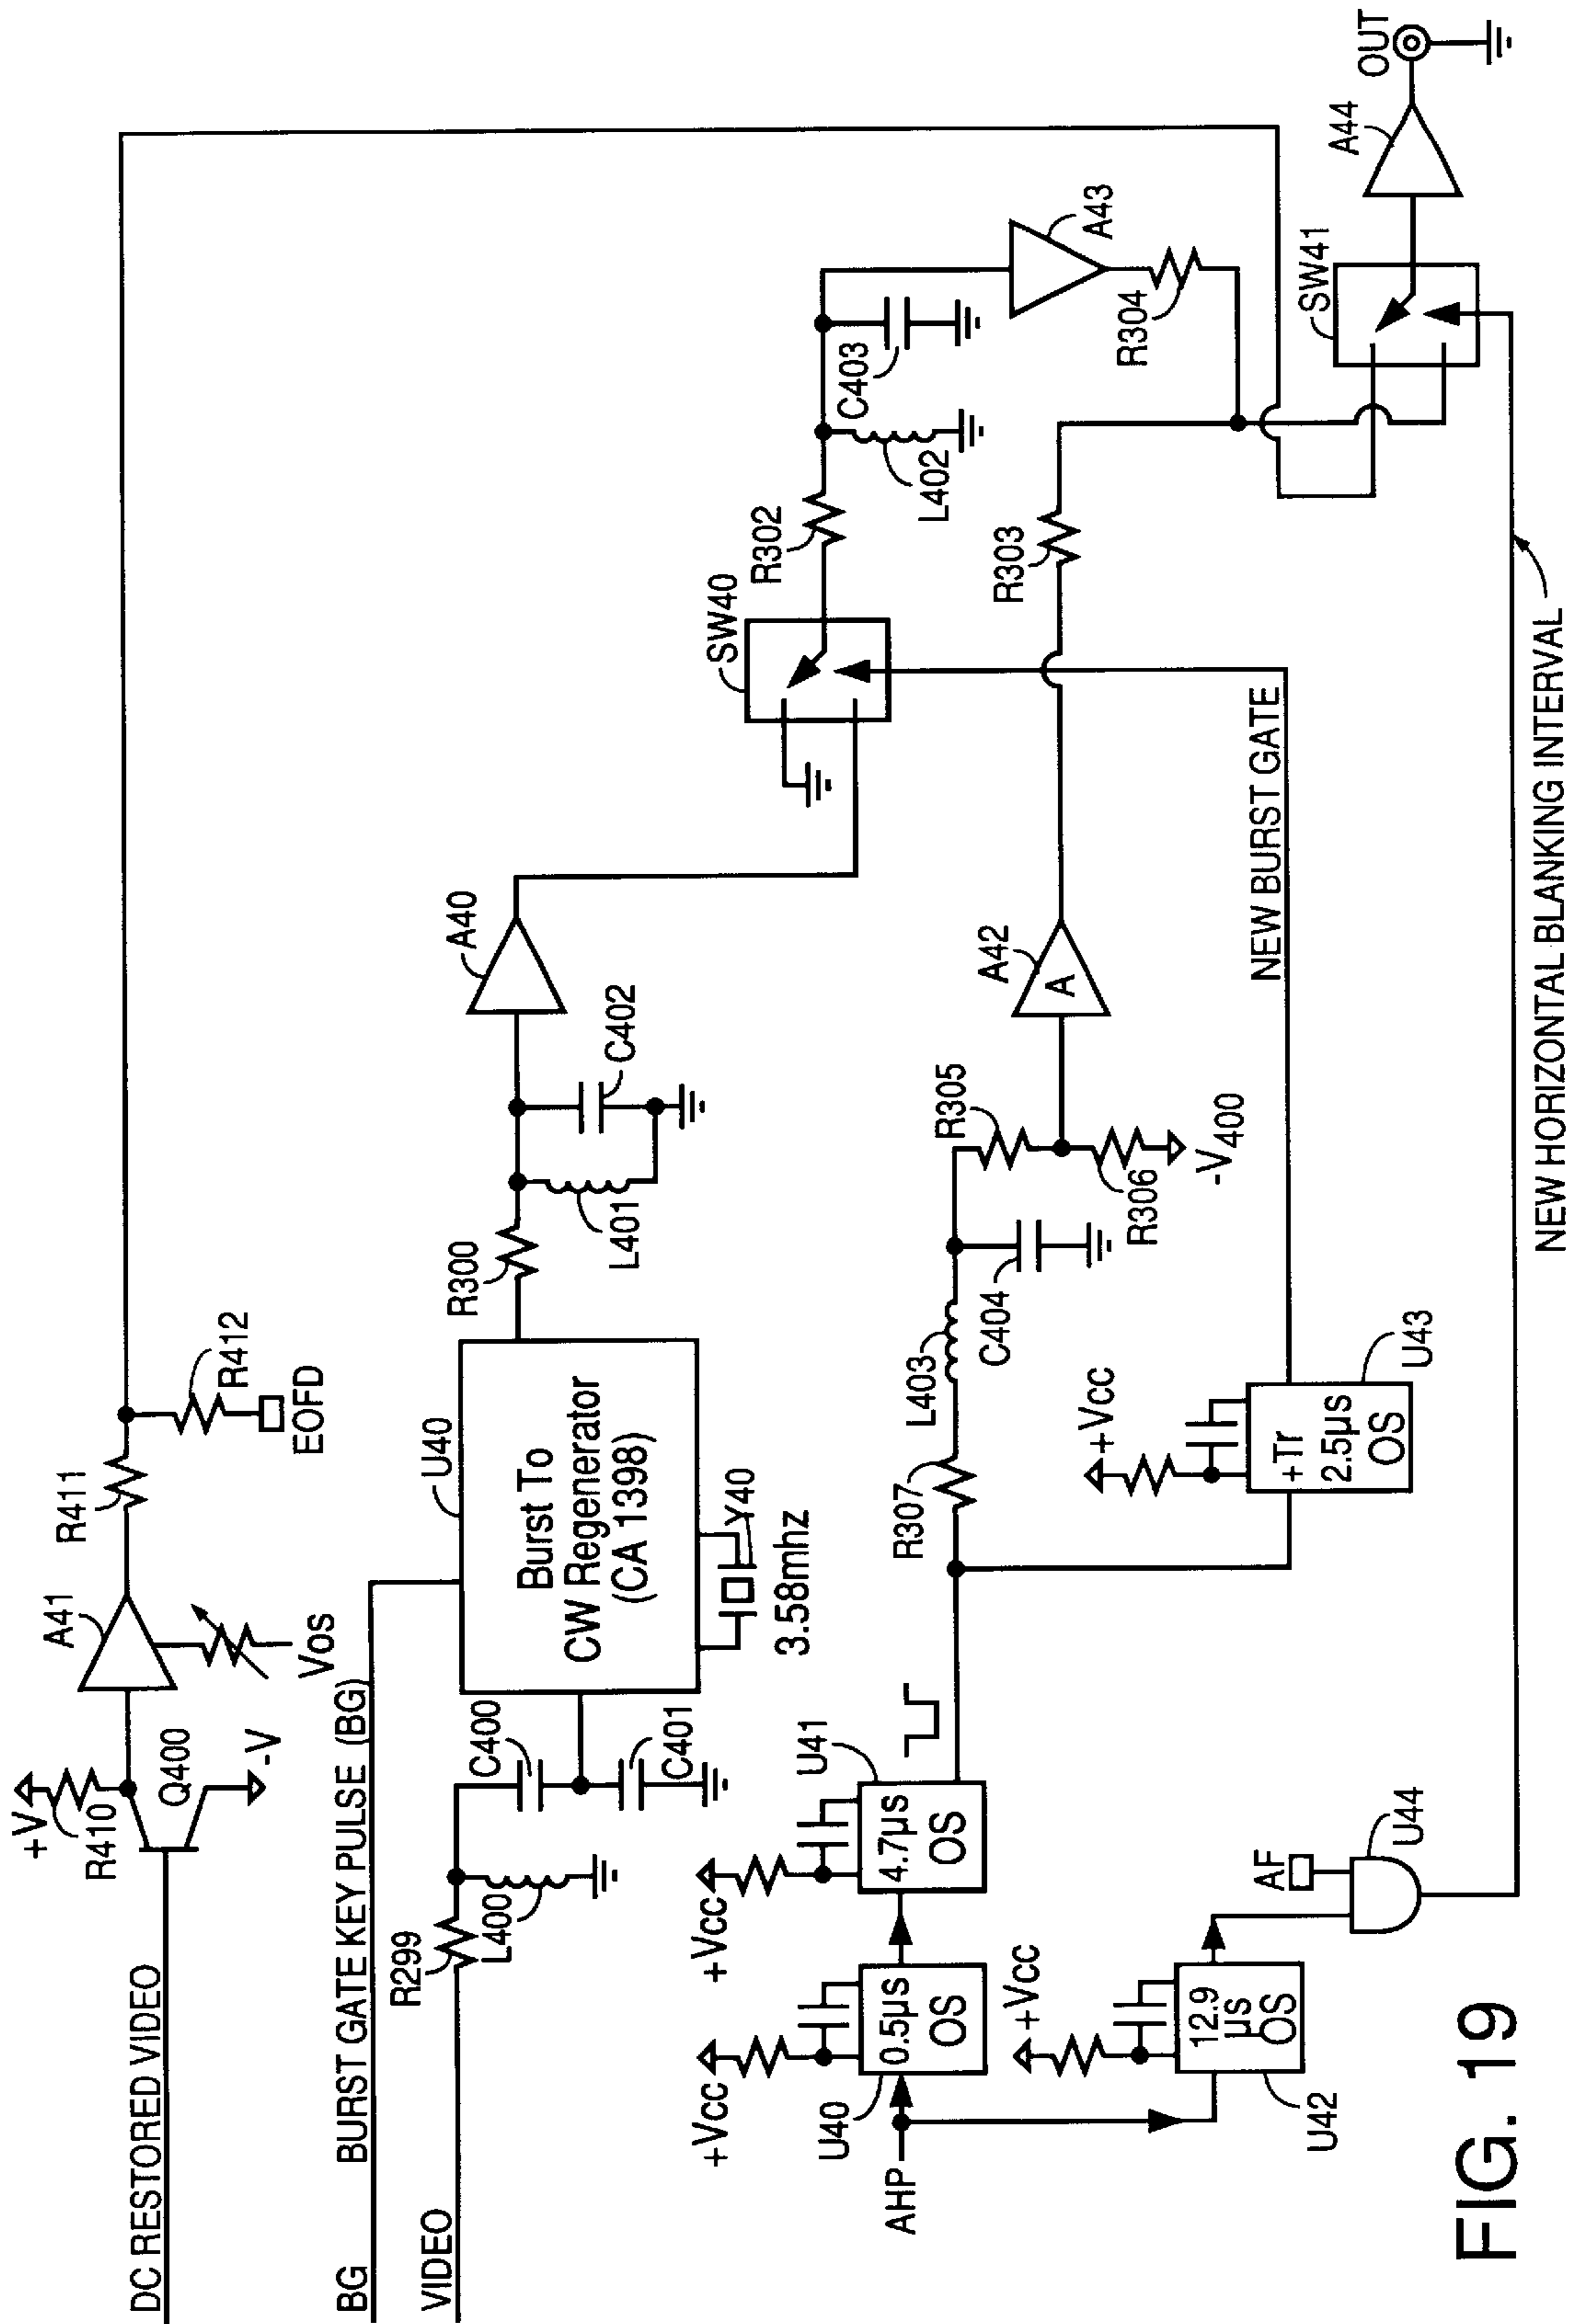 DC RESTORED VIDEO
+V
R410
Q400
-V
A41
VOS
R411
R412
EOFD
BG
BURST GATE KEY PULSE (BG)
VIDEO
R299
L400
C400
C401
U40
Burst To
CW Regenerator
(CA 1398)
Y40
3.58mhz
R300
L401
C402
A40
SW40
R302
L402
C403
A43
R304
AHP
+VCC
U40
0.5µs
OS
+VCC
U41
4.7µs
OS
R307
L403
C404
R305
R306
-V400
A42
A
R303
+VCC
U42
12.9
µs
OS
+VCC
U43
+Tr
2.5µs
OS
NEW BURST GATE
AF
U44
NEW HORIZONTAL BLANKING INTERVAL
SW41
A44
OUT
FIG. 19